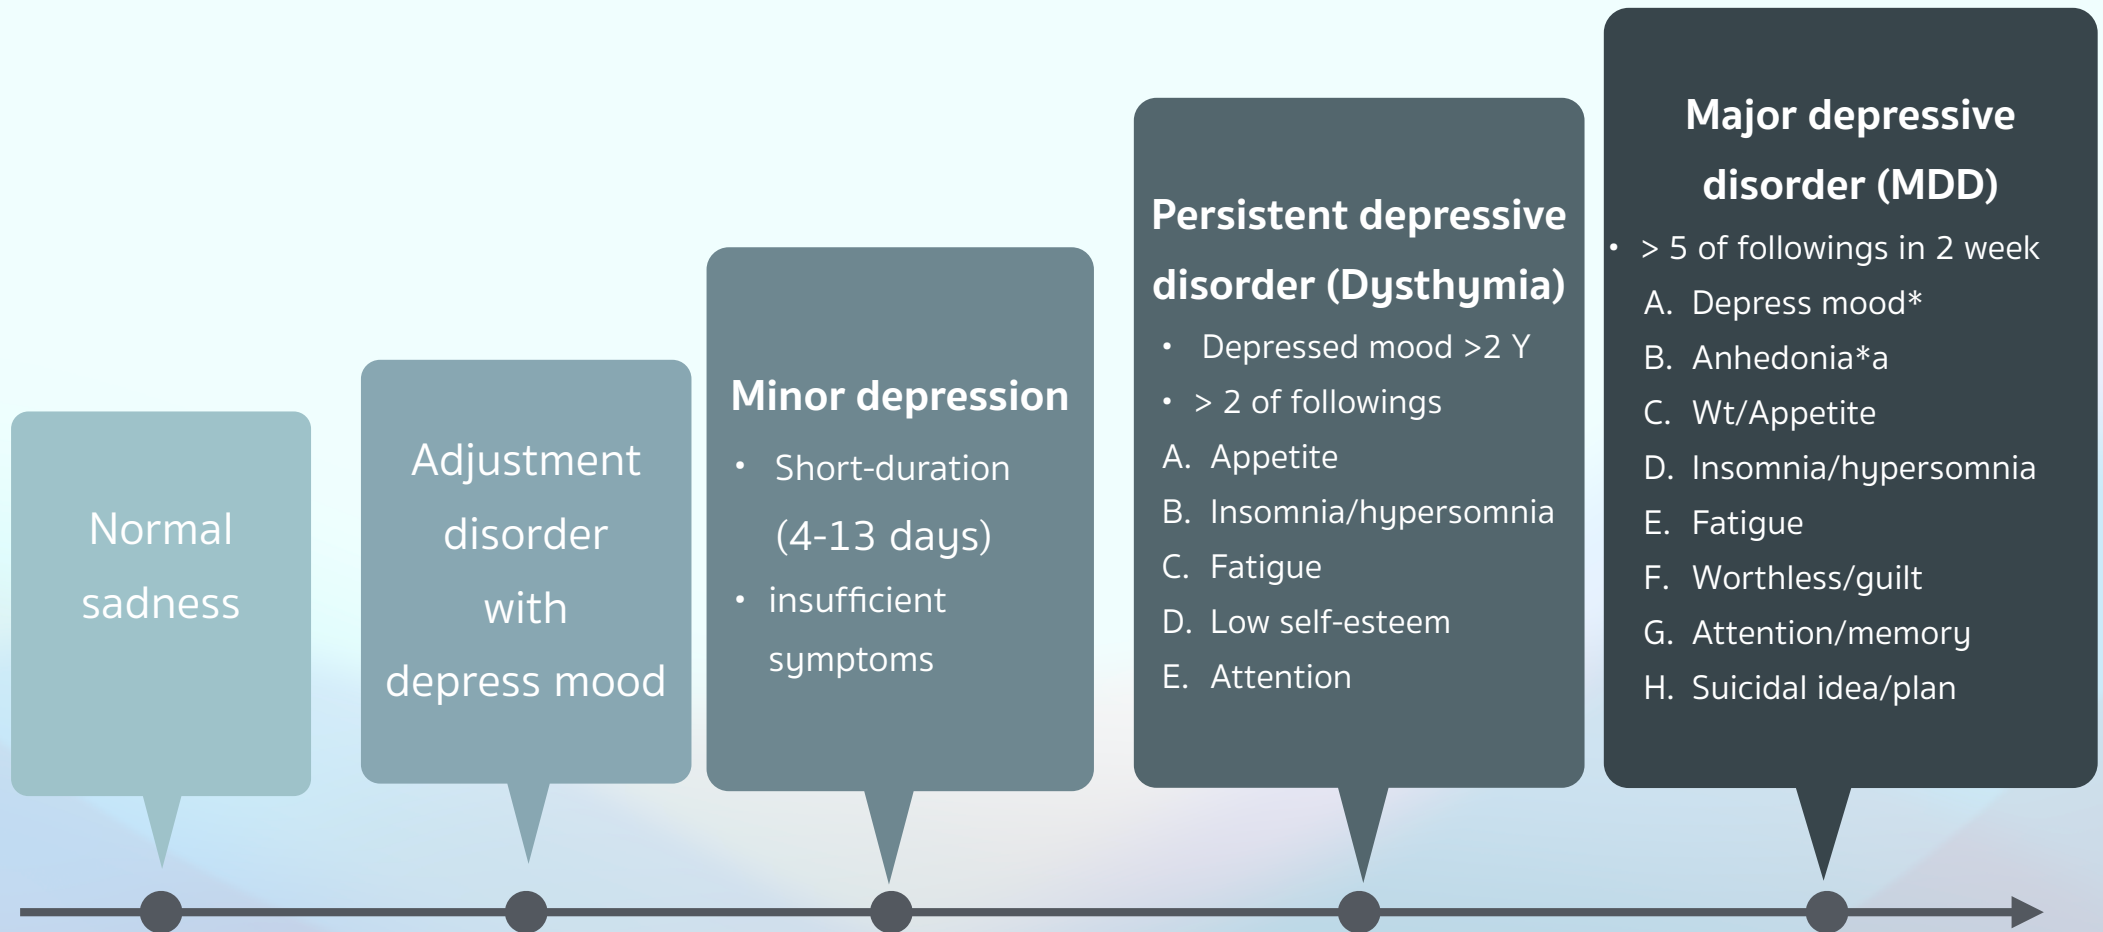 Normal
sadness
Adjustment
disorder
with
depress mood
Minor depression
• Short-duration
(4-13 days)
• insufficient
symptoms
Persistent depressive
disorder (Dysthymia)
• Depressed mood >2 Y
• > 2 of followings
A. Appetite
B. Insomnia/hypersomnia
C. Fatigue
D. Low self-esteem
E. Attention
Major depressive
disorder (MDD)
• > 5 of followings in 2 week
A. Depress mood*
B. Anhedonia*a
C. Wt/Appetite
D. Insomnia/hypersomnia
E. Fatigue
F. Worthless/guilt
G. Attention/memory
H. Suicidal idea/plan